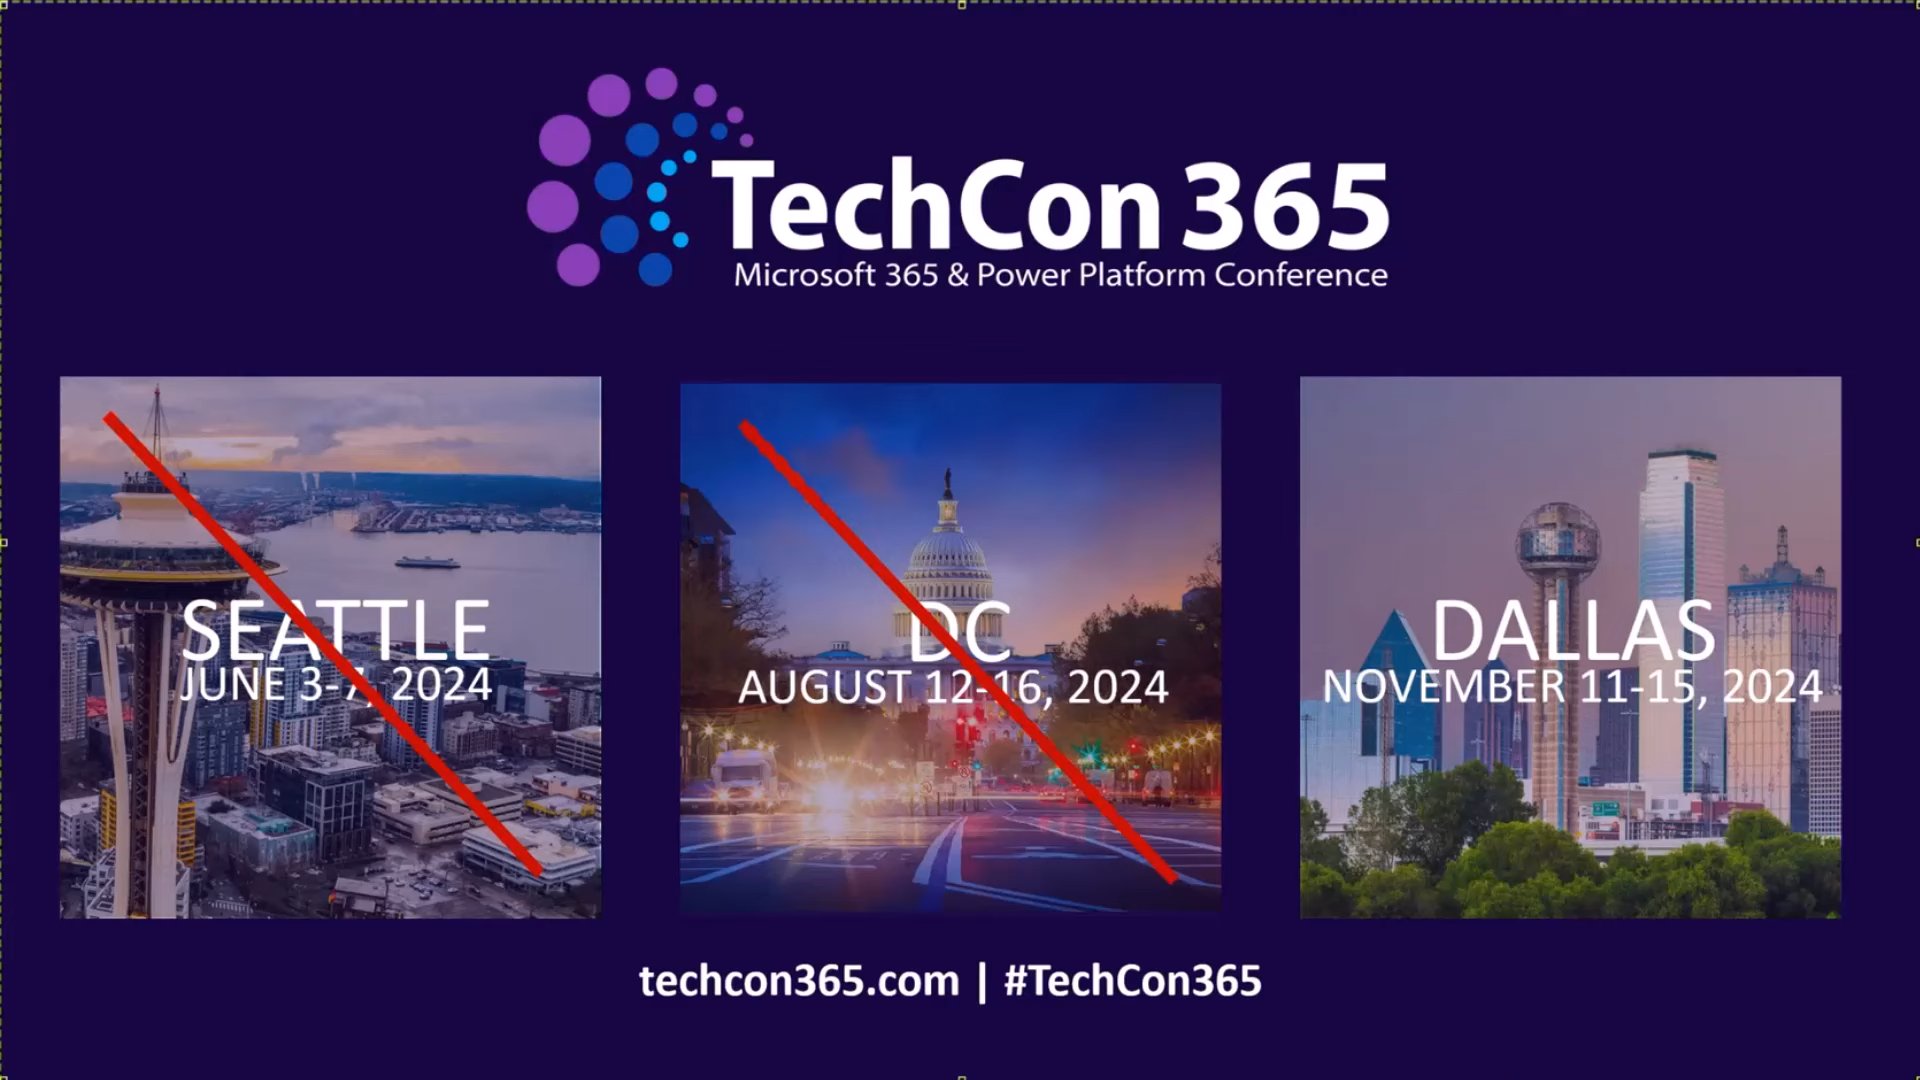 TechCon 365
Microsoft 365 & Power Platform Conference
SEATTLE
JUNE 3-7, 2024
DC
AUGUST 12-16, 2024
DALLAS
NOVEMBER 11-15, 2024
techcon365.com | #TechCon365